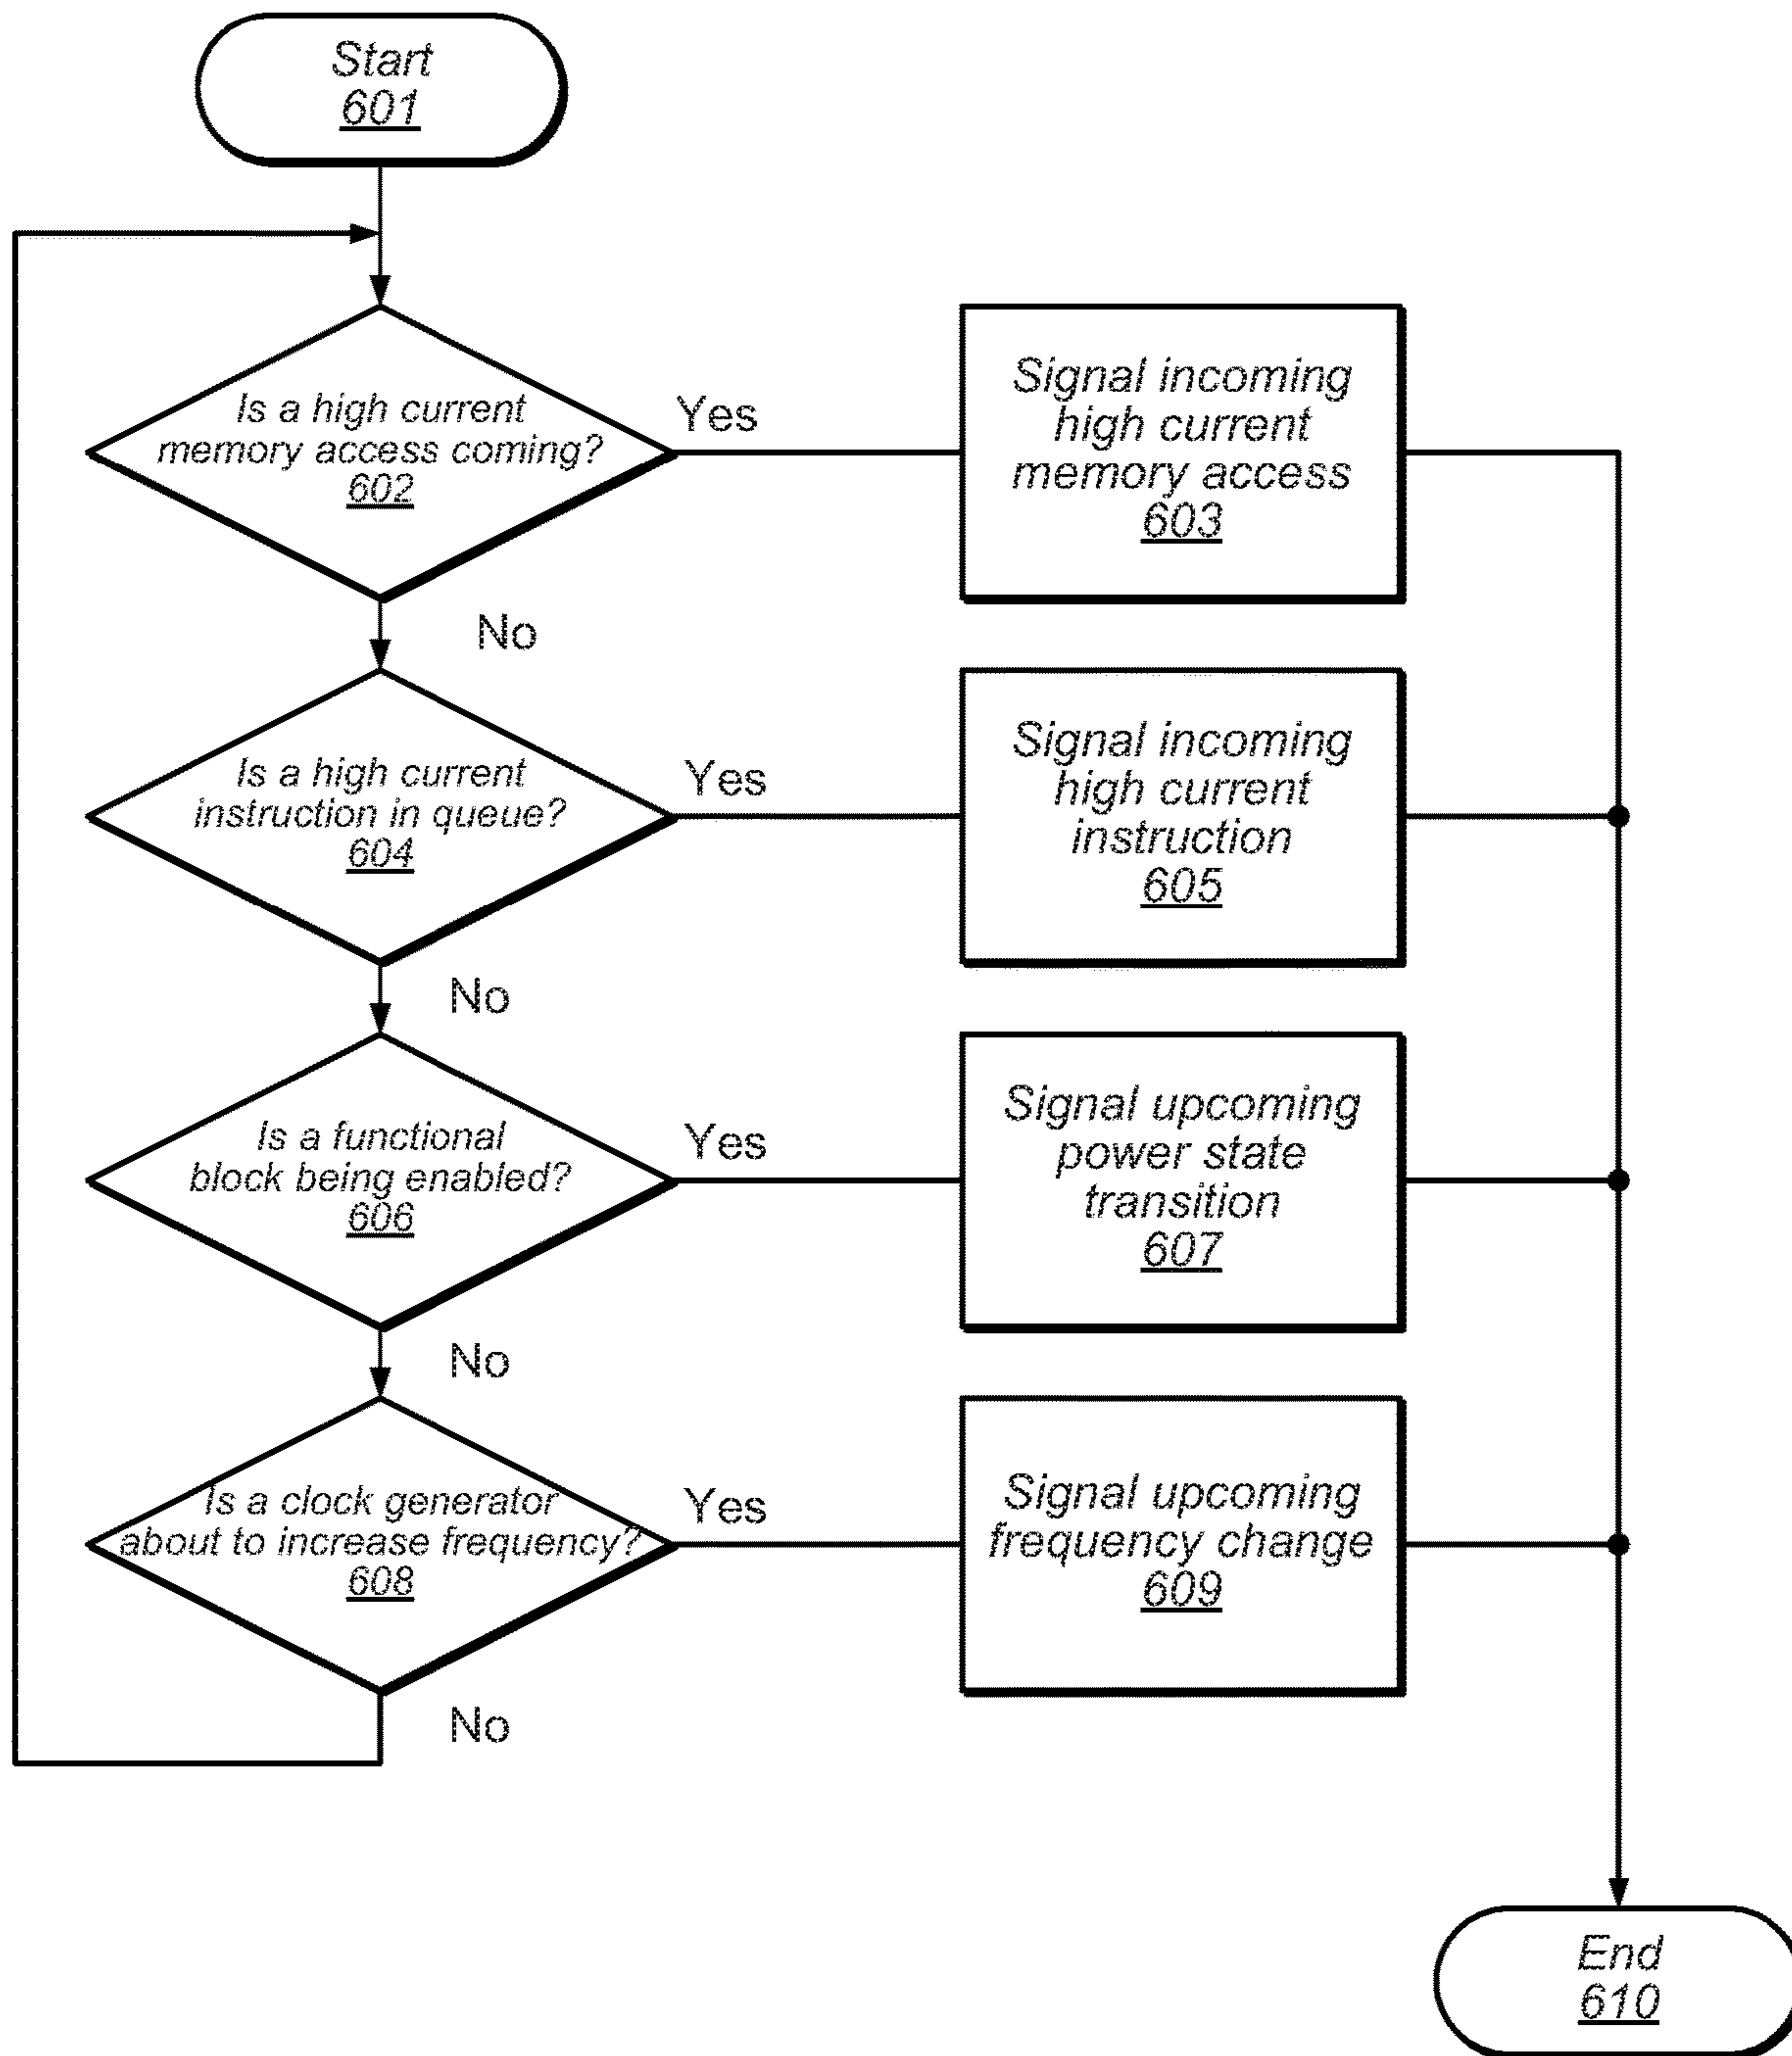 Start
601
Is a high current
memory access coming?
602
Yes
Signal incoming
high current
memory access
603
No
Is a high current
instruction in queue?
604
Yes
Signal incoming
high current
instruction
605
No
Is a functional
block being enabled?
606
Yes
Signal upcoming
power state
transition
607
No
Is a clock generator
about to increase frequency?
608
Yes
Signal upcoming
frequency change
609
No
End
610